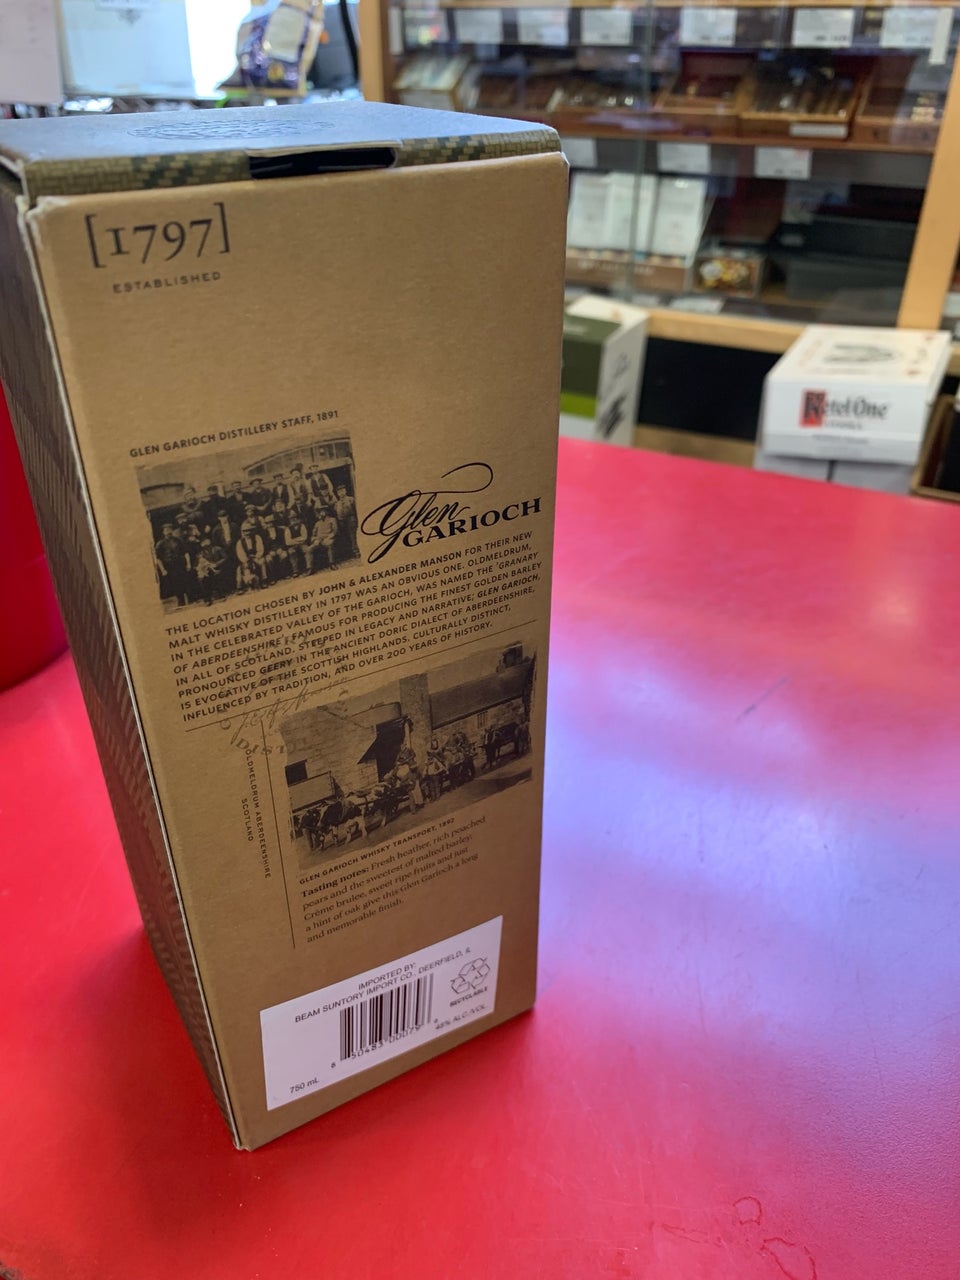 [1797]
ESTABLISHED
GLEN GARIOCH DISTILLERY STAFF, 1891
Glen
GARIOCH
THE LOCATION CHOSEN BY JOHN & ALEXANDER MANSON FOR THEIR NEW
MALT WHISKY DISTILLERY IN 1797 WAS AN OBVIOUS ONE. OLDMELDRUM,
IN THE CELEBRATED VALLEY OF THE GARIOCH, WAS NAMED THE 'GRANARY
OF ABERDEENSHIRE', FAMOUS FOR PRODUCING THE FINEST GOLDEN BARLEY
IN ALL OF SCOTLAND. STEEPED IN LEGACY AND NARRATIVE; GLEN GARIOCH,
PRONOUNCED GEERY IN THE ANCIENT DORIC DIALECT OF ABERDEENSHIRE,
IS EVOCATIVE OF THE SCOTTISH HIGHLANDS. CULTURALLY DISTINCT,
INFLUENCED BY TRADITION, AND OVER 200 YEARS OF HISTORY.
OLDMELDRUM ABERDEENSHIRE
SCOTLAND
GLEN GARIOCH WHISKY TRANSPORT, 1892
Tasting notes: Fresh heather, rich poached
pears and the sweetest of malted barley.
Crème brulee, sweet ripe fruits and just
a hint of oak give this Glen Garioch a long
and memorable finish.
IMPORTED BY:
BEAM SUNTORY IMPORT CO., DEERFIELD, IL
RECYCLABLE
48% ALC./VOL.
750 mL
Ketel One
VODKA